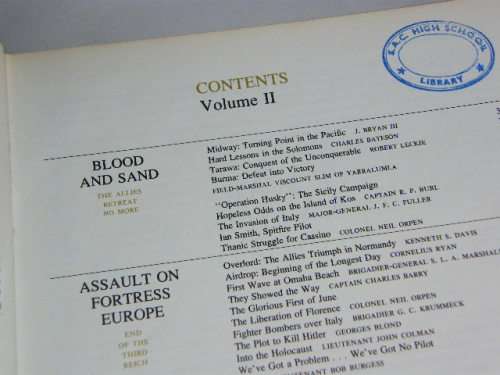 CONTENTS
Volume II
S.A.C. HIGH SCHOOL
LIBRARY
BLOOD
AND SAND
THE ALLIES
RETREAT
NO MORE
Midway: Turning Point in the Pacific J. BRYAN III
Hard Lessons in the Solomons CHARLES BATESON
Tarawa: Conquest of the Unconquerable ROBERT LECKIE
Burma: Defeat into Victory
FIELD-MARSHAL VISCOUNT SLIM OF YARRALUMLA
"Operation Husky": The Sicily Campaign
Hopeless Odds on the Island of Kos CAPTAIN R. P. BURL
The Invasion of Italy MAJOR-GENERAL J. F. C. FULLER
Ian Smith, Spitfire Pilot
Titanic Struggle for Cassino COLONEL NEIL ORPEN
ASSAULT ON
FORTRESS
EUROPE
END
OF THE
THIRD
REICH
Overlord: The Allies Triumph in Normandy KENNETH S. DAVIS
Airdrop: Beginning of the Longest Day CORNELIUS RYAN
First Wave at Omaha Beach BRIGADIER-GENERAL S. L. A. MARSHALL
They Showed the Way CAPTAIN CHARLES BARRY
The Glorious First of June
The Liberation of Florence COLONEL NEIL ORPEN
Fighter Bombers over Italy BRIGADIER G. C. KRUMMECK
The Plot to Kill Hitler GEORGES BLOND
Into the Holocaust LIEUTENANT JOHN COLMAN
We've Got a Problem . . . We've Got No Pilot
LIEUTENANT BOB BURGESS